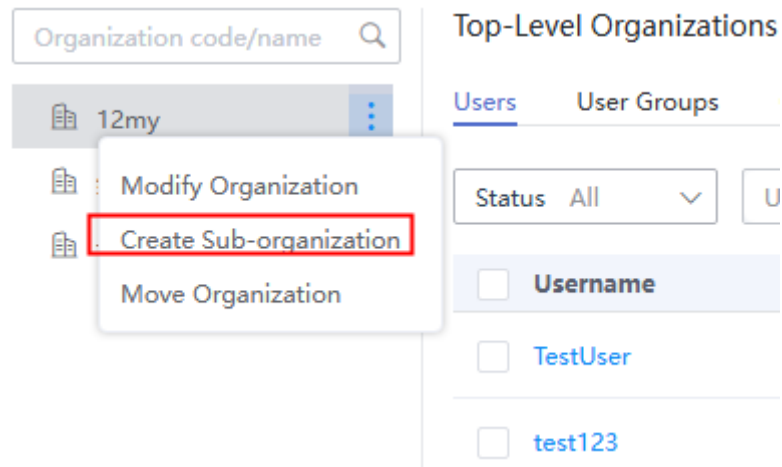 Organization code/name
12my
Modify Organization
Create Sub-organization
Move Organization
Top-Level Organizations
Users User Groups
Status All
U
Username
TestUser
test123